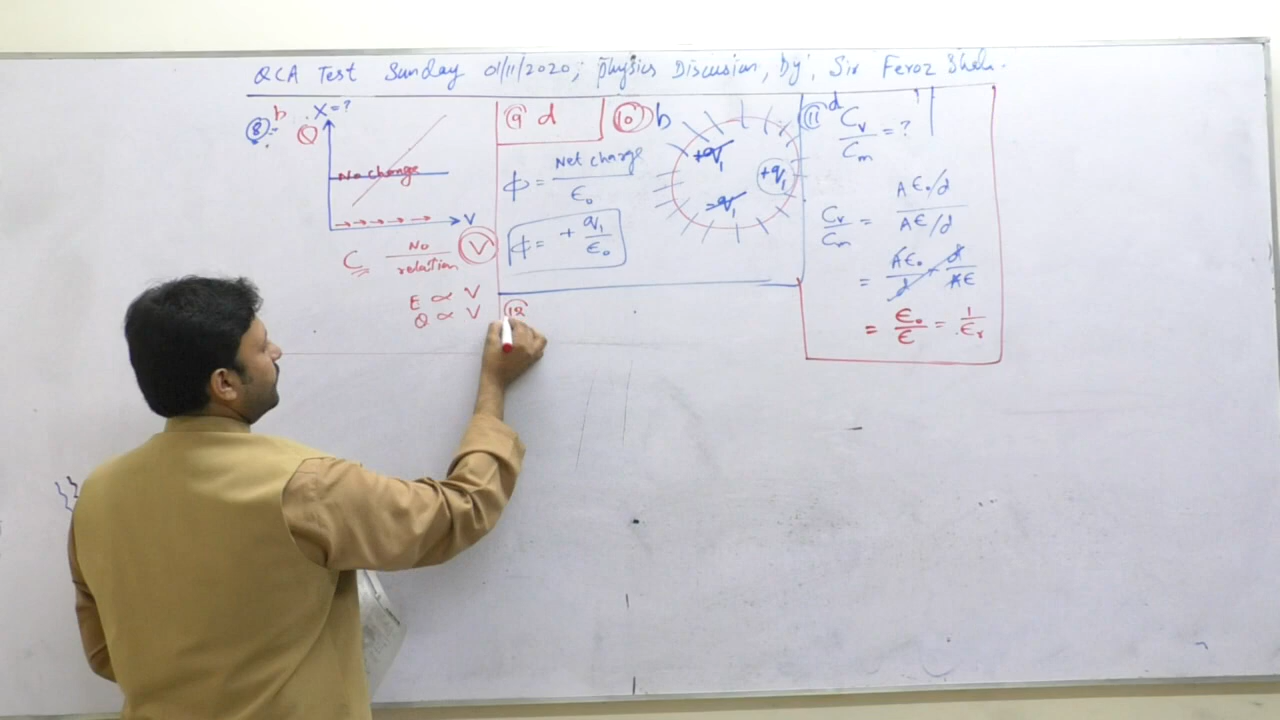 QCA Test Sunday 01/11/2020; Physics Discusion, by, Sir Feroz Shah.
8 b
X = ?
Q
No change
V
C No relation V
E ∝ V
Q ∝ V
9 d
ϕ = Net charge / ϵ₀
ϕ = + q₁ / ϵ₀
10 b
+q₁
+q₁
-q₁
11 d
Cv / Cm = ?
Cv / Cm = Aϵ₀/d / Aϵ/d
= Aϵ₀ / d × d / Aϵ
= ϵ₀ / ϵ = 1 / ϵr
12